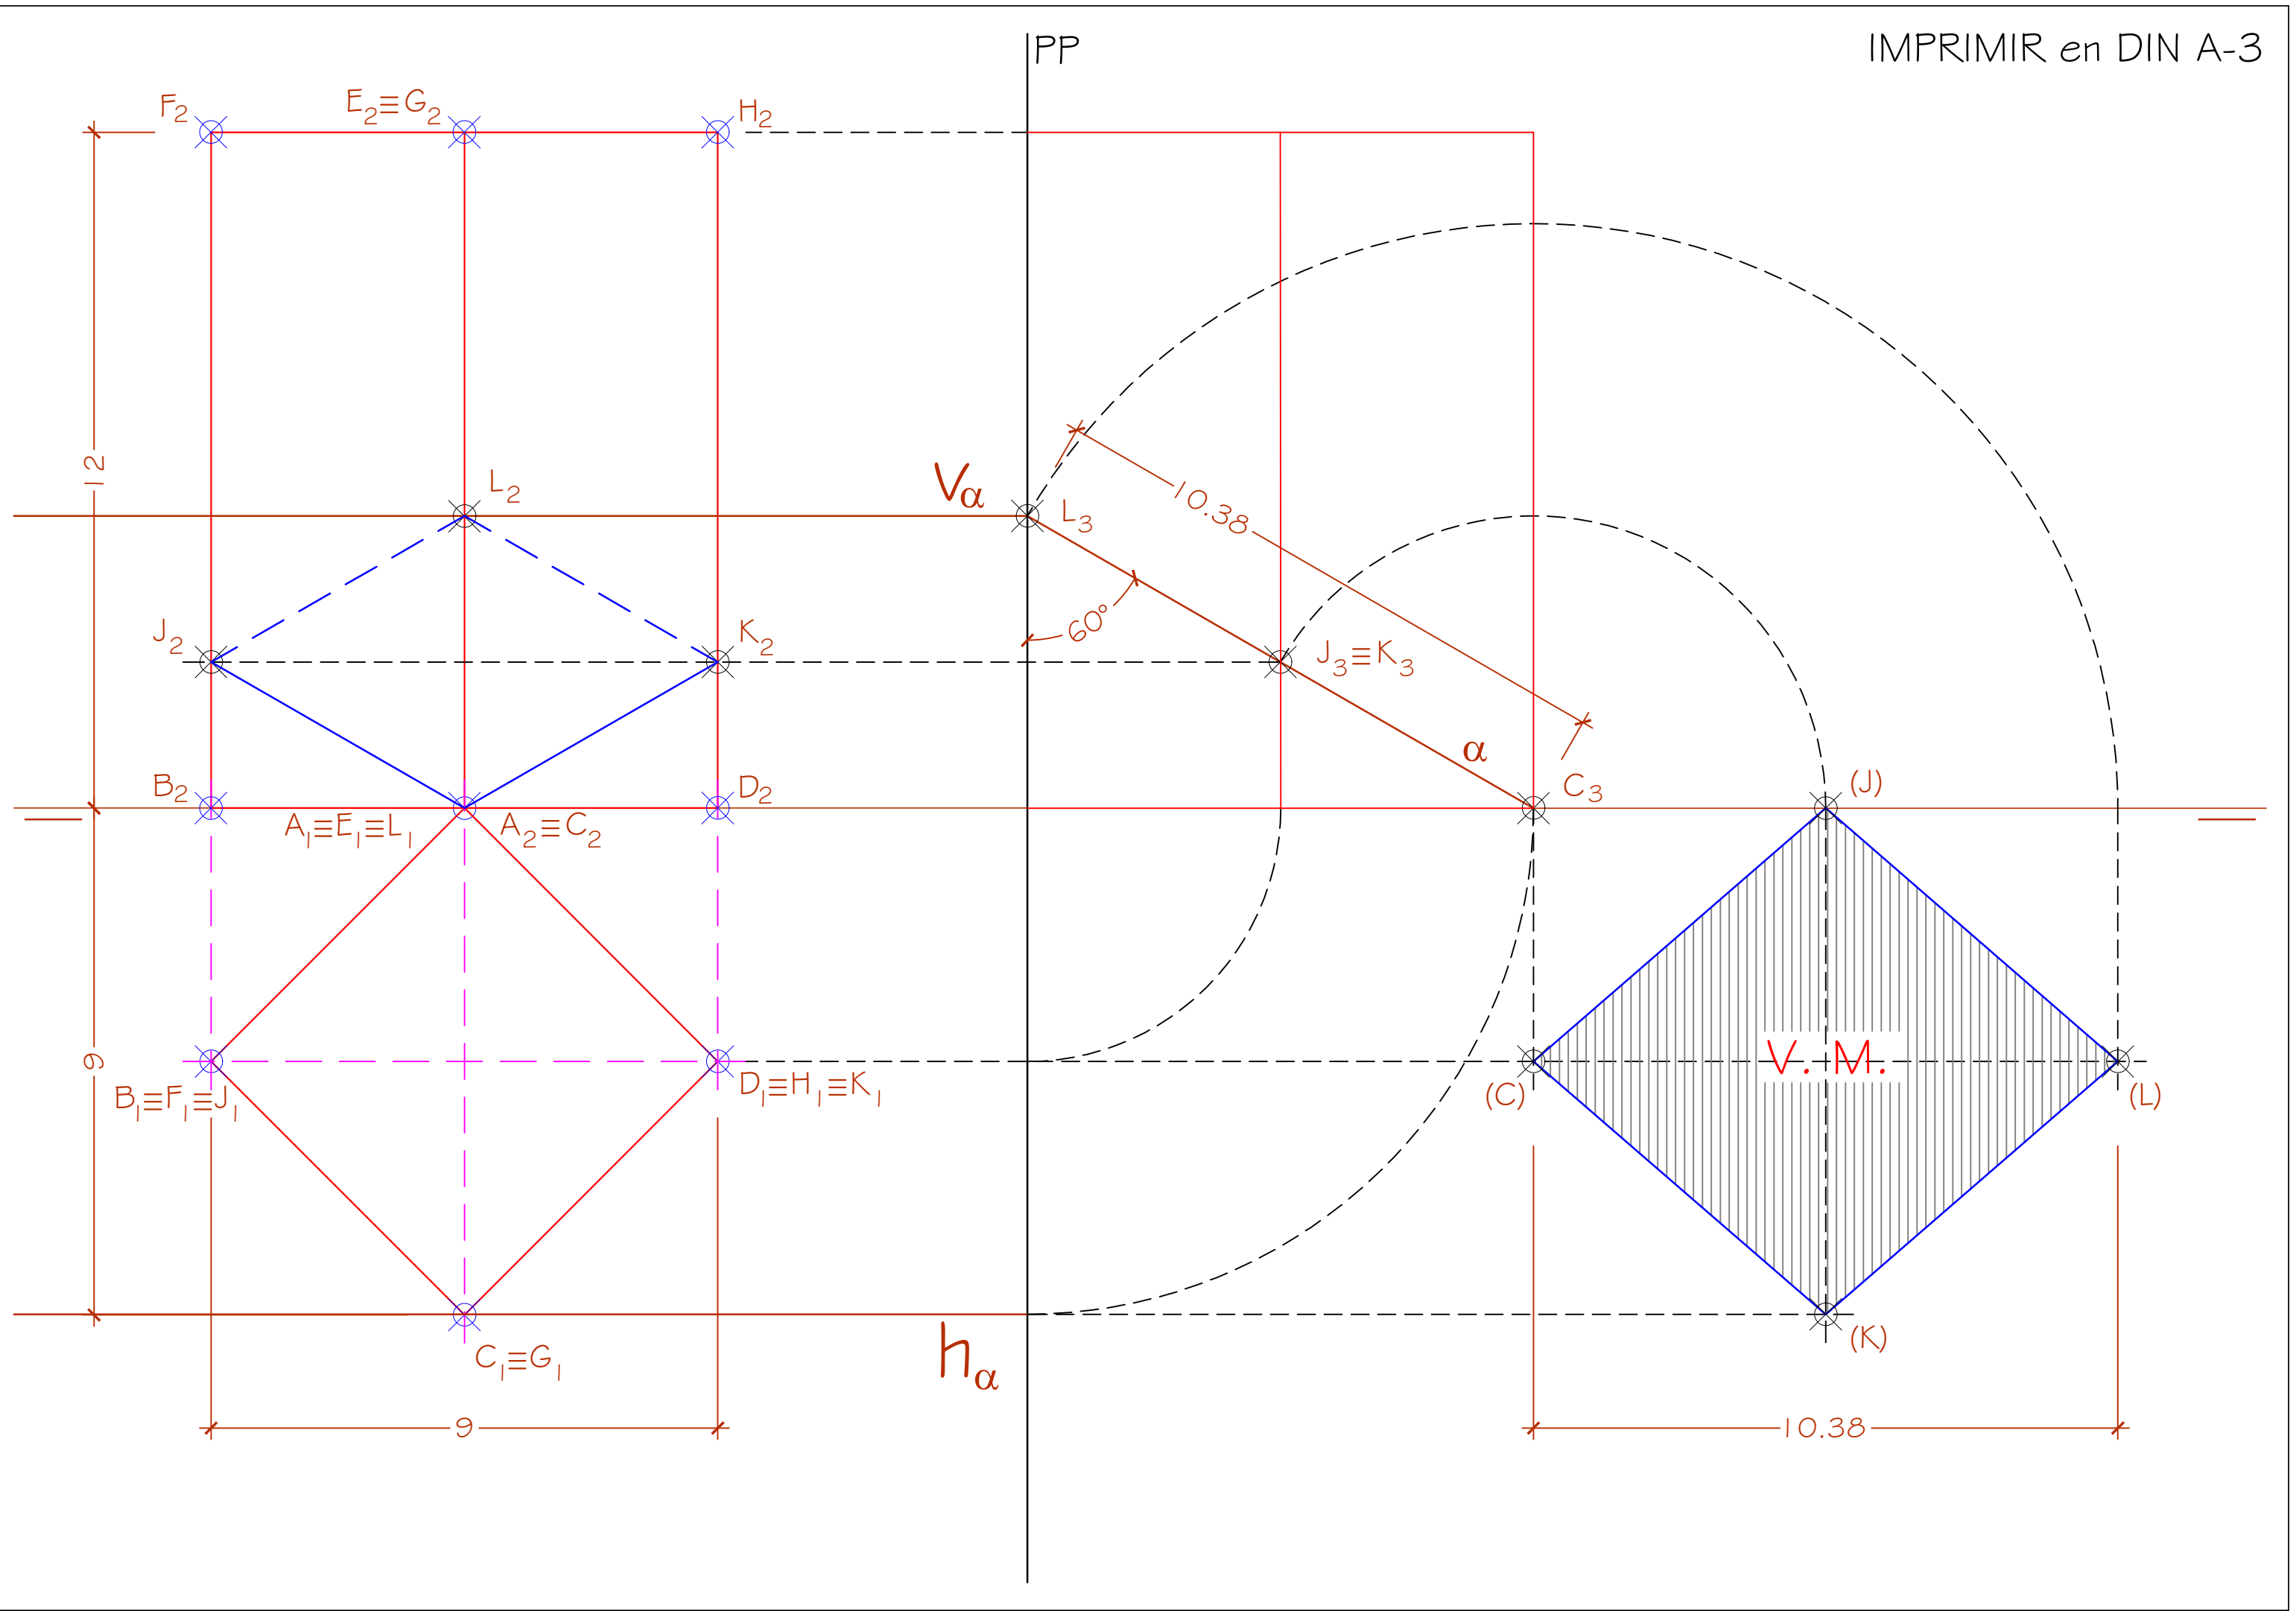 PP
IMPRIMIR en DIN A-3
F₂
E₂≡G₂
H₂
12
L₂
Vα
L₃
10.38
60°
J₂
K₂
J₃≡K₃
α
B₂
D₂
C₃
(J)
A₁≡E₁≡L₁
A₂≡C₂
9
V. M.
B₁≡F₁≡J₁
D₁≡H₁≡K₁
(C)
(L)
C₁≡G₁
hα
(K)
9
10.38